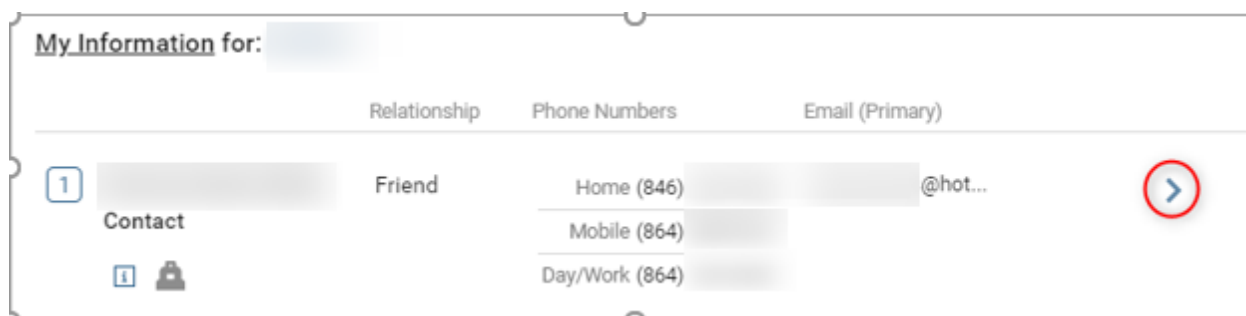 My Information for:
Relationship Phone Numbers Email (Primary)
1 Friend Home (846) @hot...
Contact Mobile (864)
i Day/Work (864)